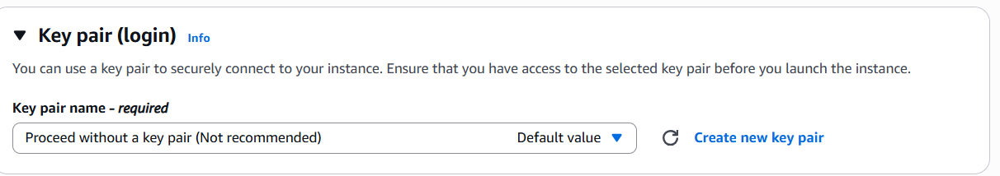 Key pair (login) Info
You can use a key pair to securely connect to your instance. Ensure that you have access to the selected key pair before you launch the instance.
Key pair name - required
Proceed without a key pair (Not recommended) Default value Create new key pair